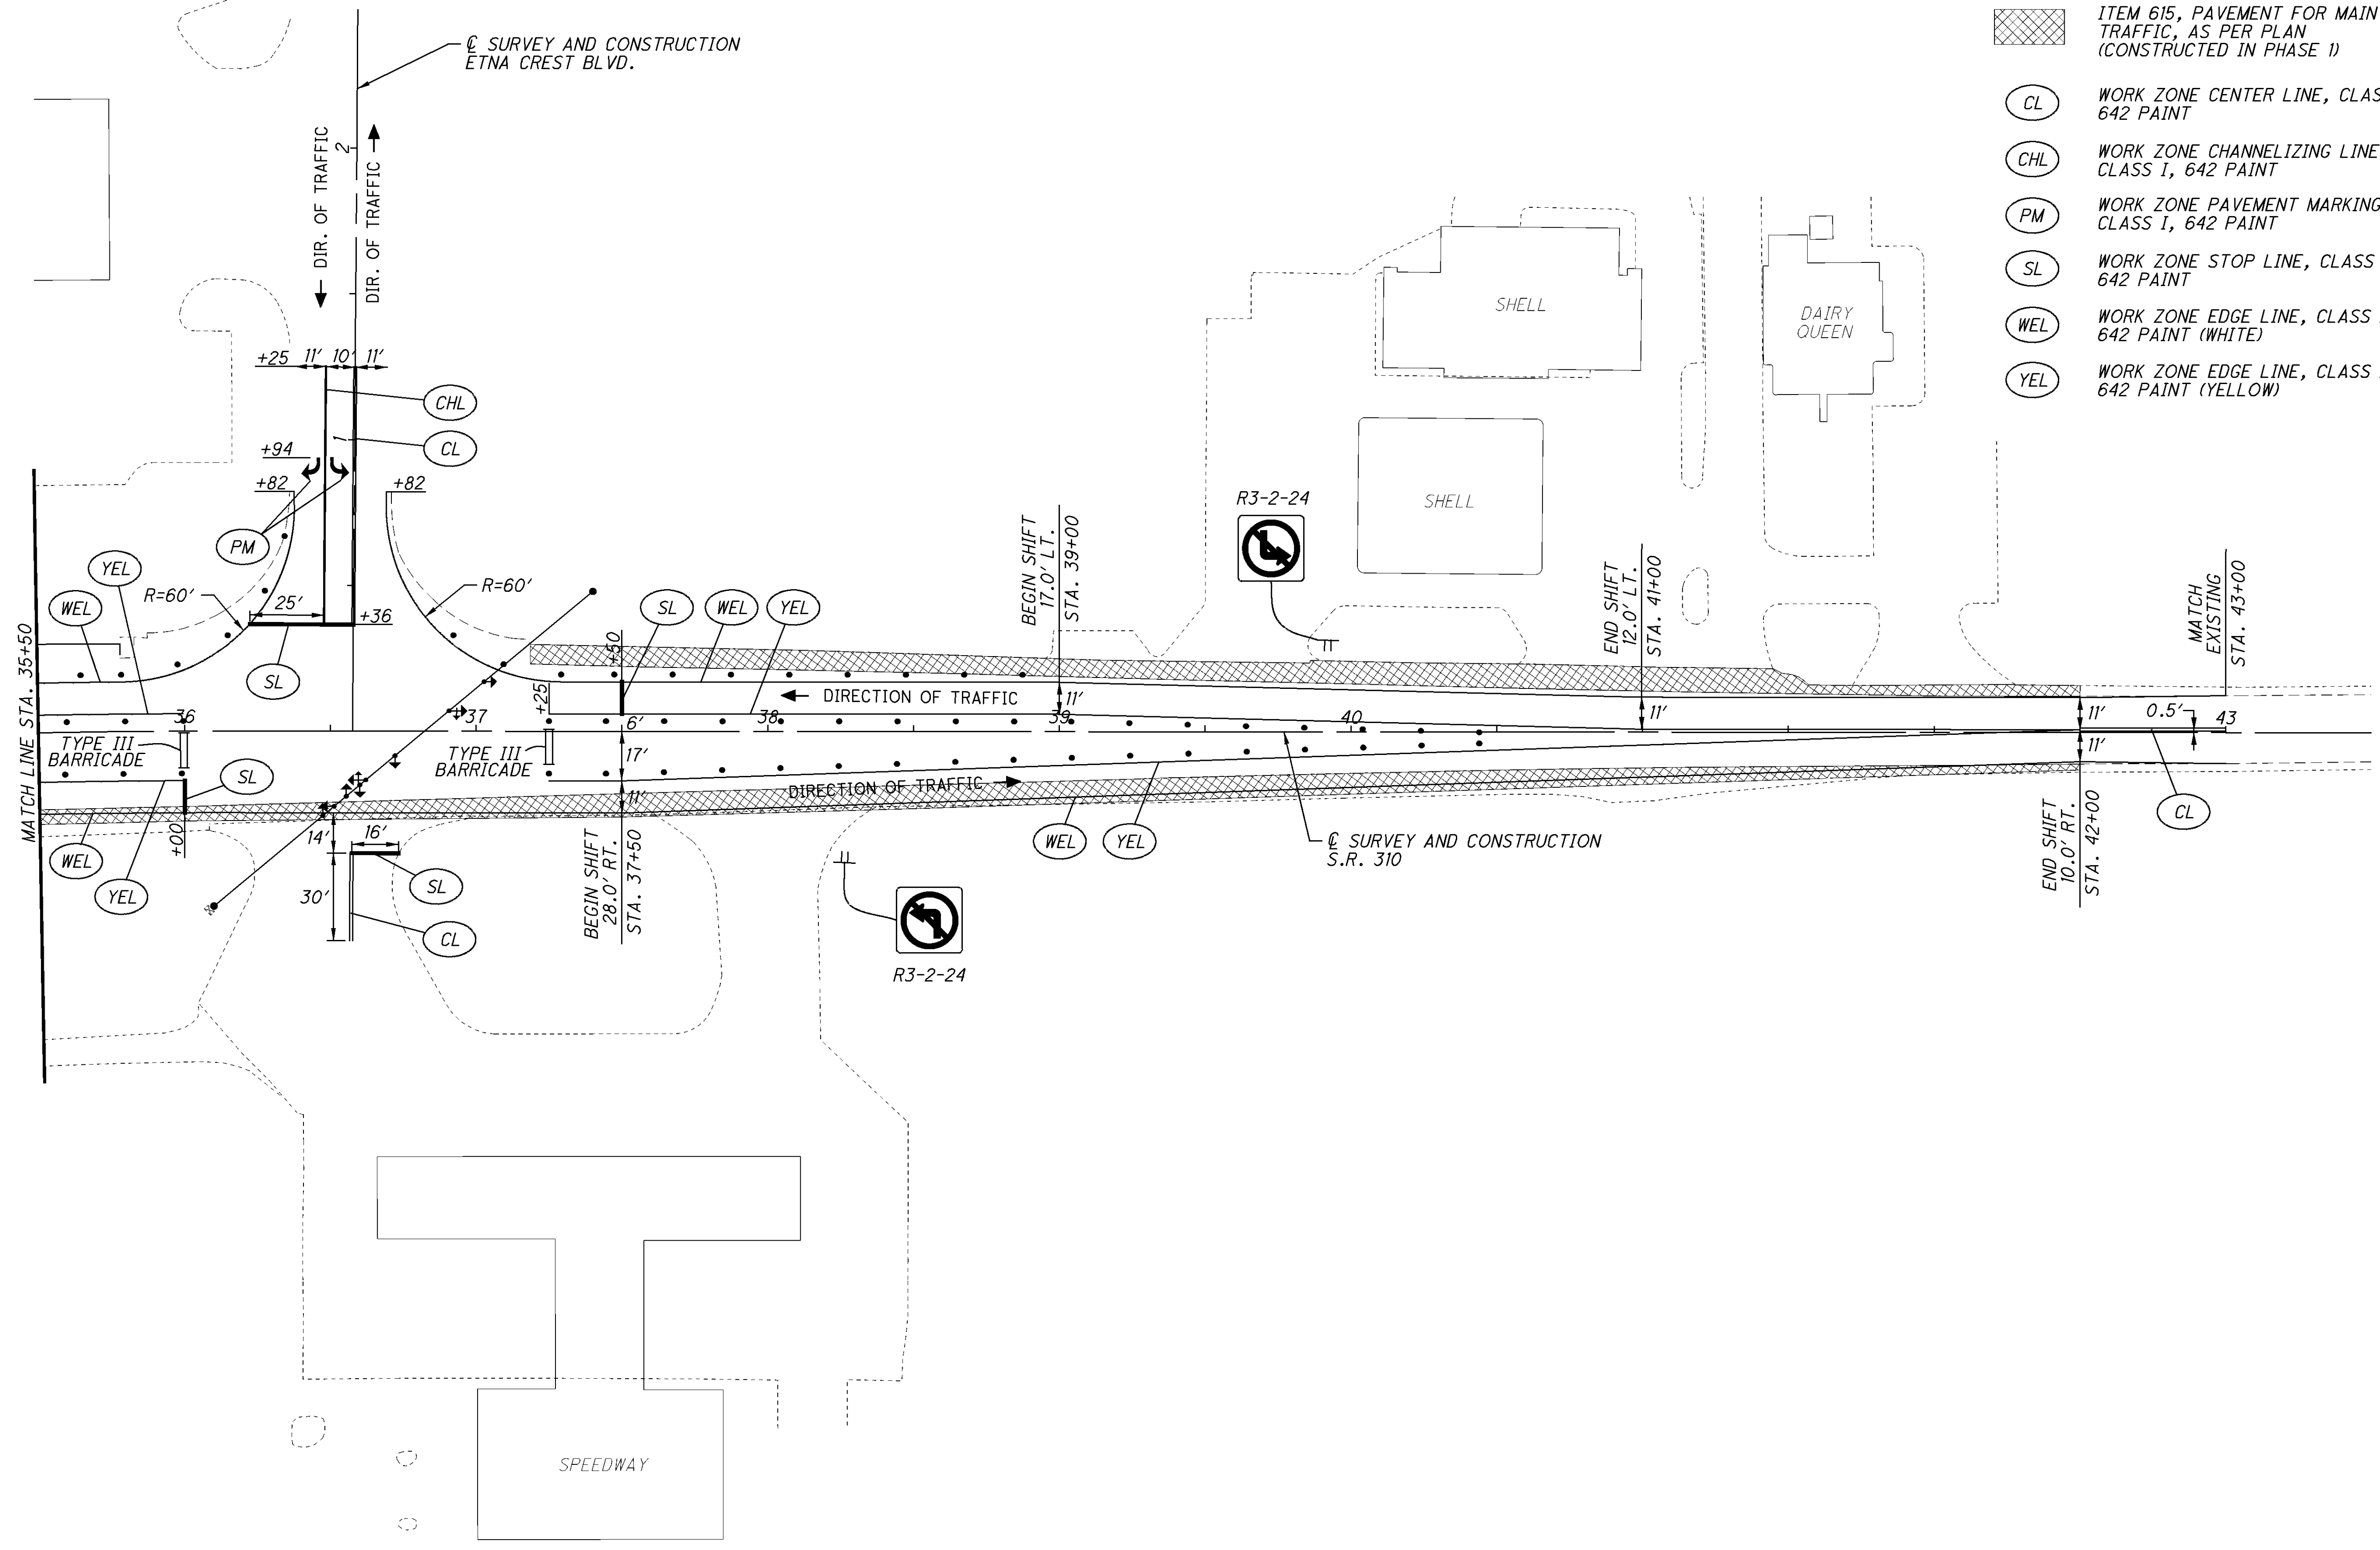 ℄ SURVEY AND CONSTRUCTION
ETNA CREST BLVD.
ITEM 615, PAVEMENT FOR MAIN
TRAFFIC, AS PER PLAN
(CONSTRUCTED IN PHASE 1)
CL
WORK ZONE CENTER LINE, CLAS
642 PAINT
CHL
WORK ZONE CHANNELIZING LINE
CLASS I, 642 PAINT
PM
WORK ZONE PAVEMENT MARKING
CLASS I, 642 PAINT
SL
WORK ZONE STOP LINE, CLASS
642 PAINT
WEL
WORK ZONE EDGE LINE, CLASS
642 PAINT (WHITE)
YEL
WORK ZONE EDGE LINE, CLASS
642 PAINT (YELLOW)
DIR. OF TRAFFIC
2
DIR. OF TRAFFIC
SHELL
DAIRY
QUEEN
+25 11' 10' 11'
CHL
1
CL
+94
+82
+82
PM
SHELL
R3-2-24
YEL
WEL
R=60'
25'
+36
R=60'
SL
SL
WEL
YEL
+50
BEGIN SHIFT
17.0' LT.
STA. 39+00
END SHIFT
12.0' LT.
STA. 41+00
MATCH
EXISTING
STA. 43+00
MATCH LINE STA. 35+50
+25
DIRECTION OF TRAFFIC
11'
11'
11'
0.5'
36
37
6'
38
39
40
43
TYPE III
BARRICADE
TYPE III
BARRICADE
17'
11'
SL
DIRECTION OF TRAFFIC
11'
CL
WEL
YEL
+00
14'
16'
30'
SL
CL
BEGIN SHIFT
28.0' RT.
STA. 37+50
WEL
YEL
℄ SURVEY AND CONSTRUCTION
S.R. 310
END SHIFT
10.0' RT.
STA. 42+00
R3-2-24
SPEEDWAY